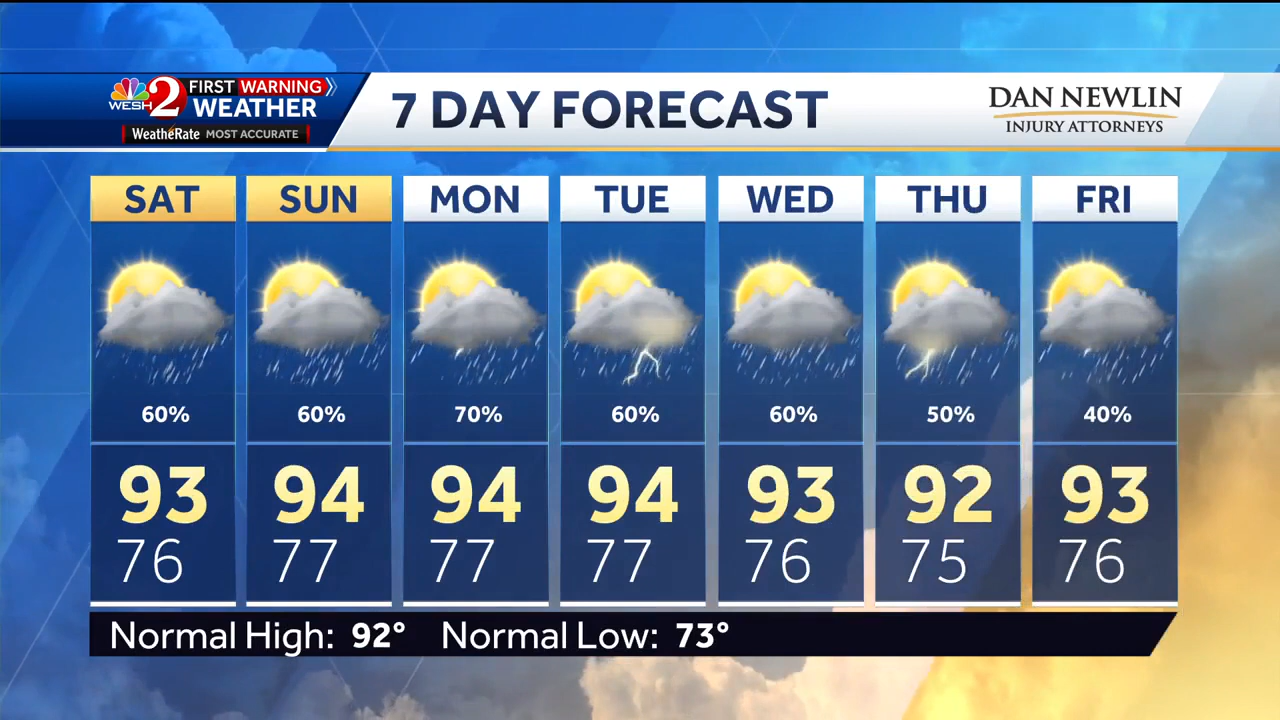 WESH 2 FIRST WARNING
WEATHER
WeatheRate MOST ACCURATE
7 DAY FORECAST
DAN NEWLIN
INJURY ATTORNEYS
SAT SUN MON TUE WED THU FRI
60% 60% 70% 60% 60% 50% 40%
93 94 94 94 93 92 93
76 77 77 77 76 75 76
Normal High: 92° Normal Low: 73°